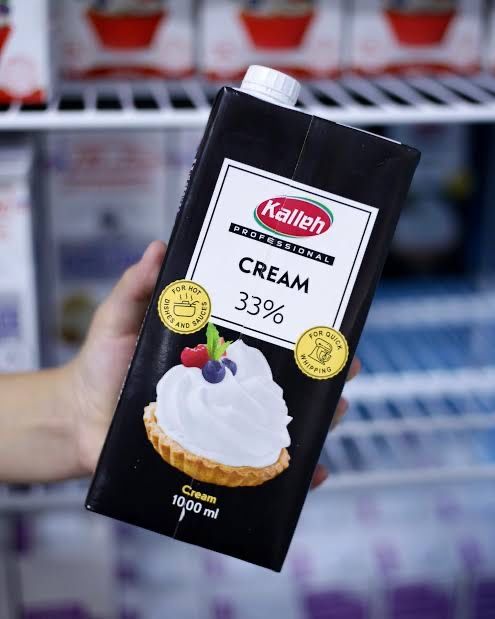 Kalleh
PROFESSIONAL
CREAM
33%
FOR HOT
DISHES AND SAUCES
FOR QUICK
WHIPPING
Cream
1000 ml